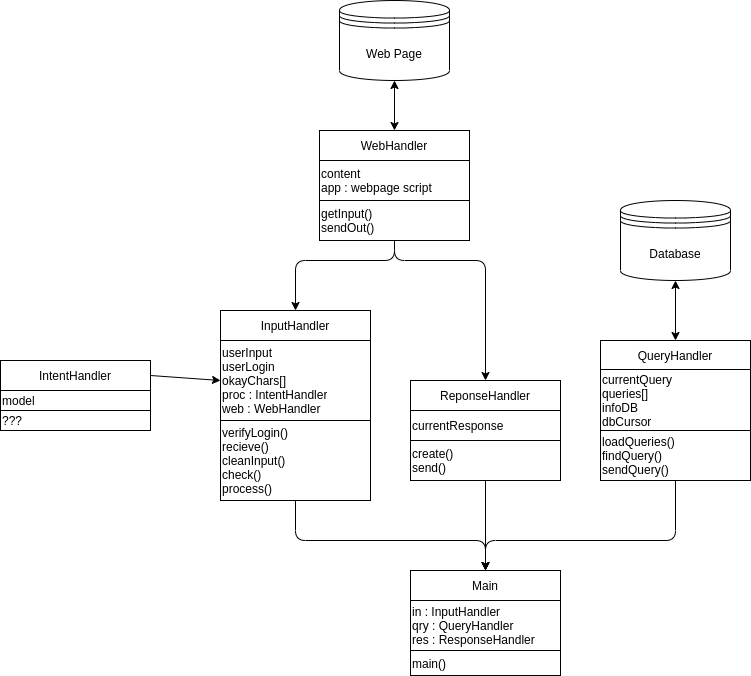 Web Page
WebHandler
content
app : webpage script
getInput()
sendOut()
Database
InputHandler
userInput
userLogin
okayChars[]
proc : IntentHandler
web : WebHandler
verifyLogin()
recieve()
cleanInput()
check()
process()
IntentHandler
model
???
ReponseHandler
currentResponse
create()
send()
QueryHandler
currentQuery
queries[]
infoDB
dbCursor
loadQueries()
findQuery()
sendQuery()
Main
in : InputHandler
qry : QueryHandler
res : ResponseHandler
main()